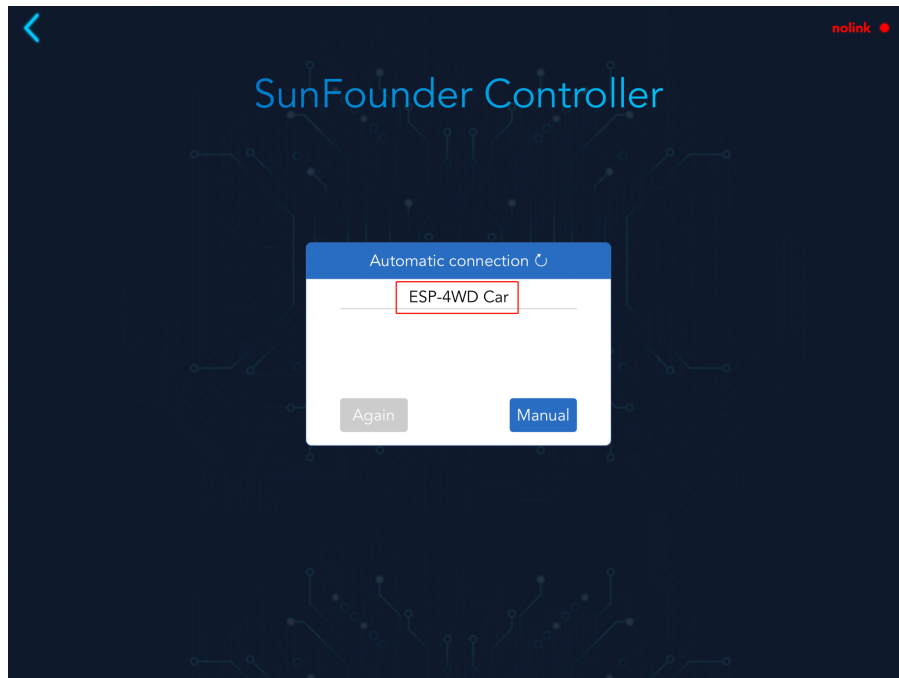 nolink
SunFounder Controller
Automatic connection
ESP-4WD Car
Again
Manual